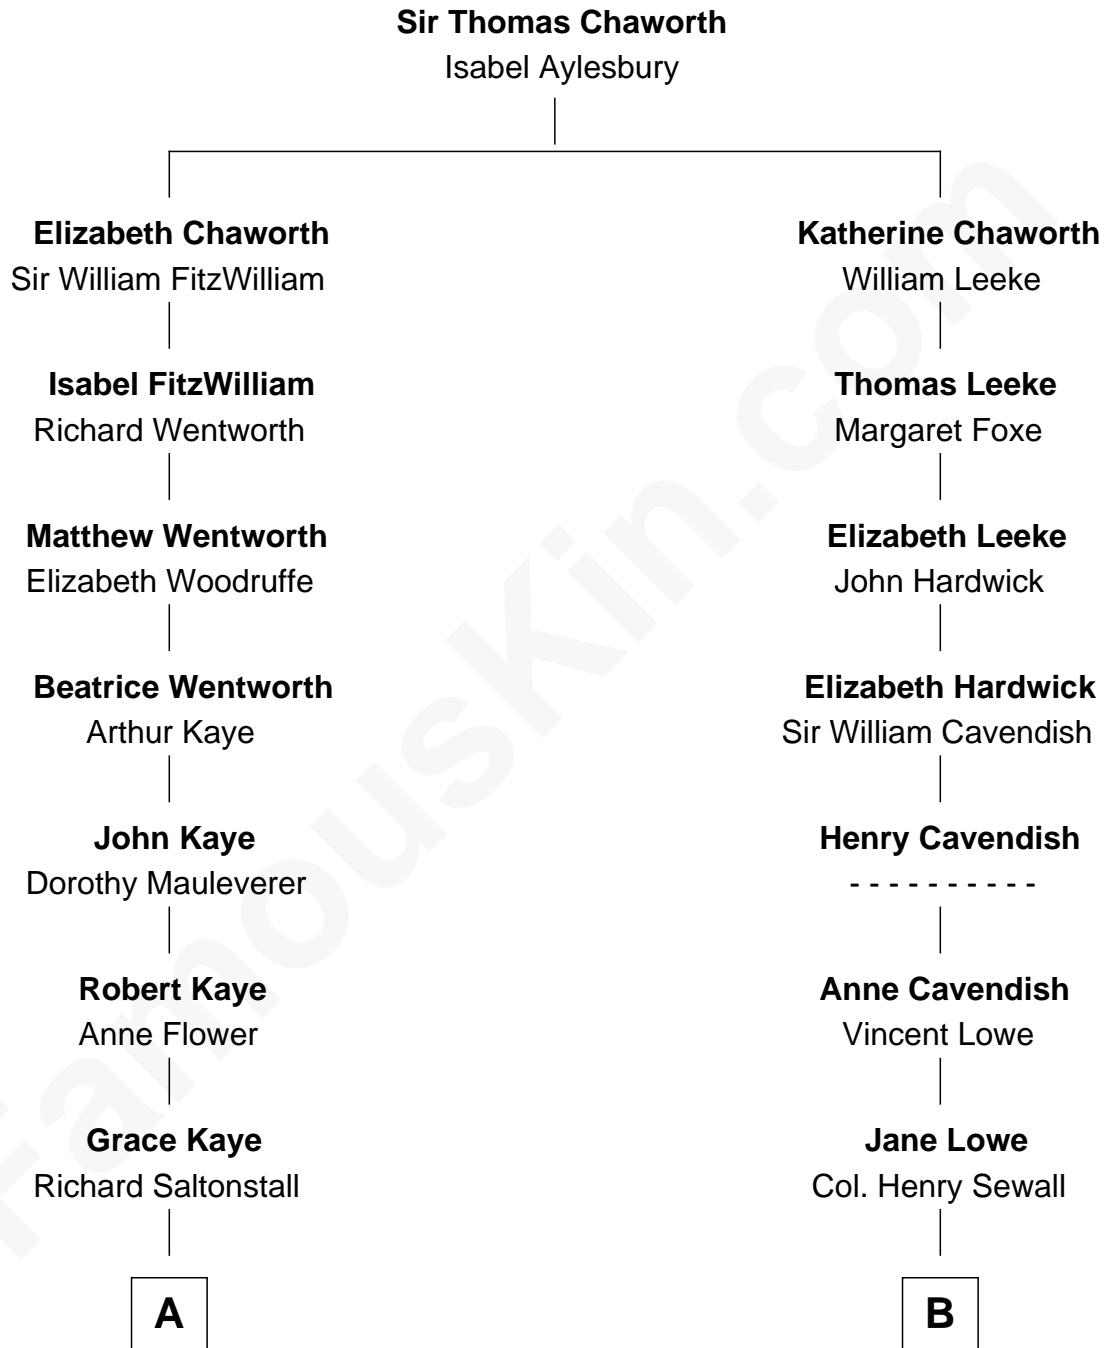 Sir Thomas Chaworth
Isabel Aylesbury
Elizabeth Chaworth
Sir William FitzWilliam
Katherine Chaworth
William Leeke
Isabel FitzWilliam
Richard Wentworth
Thomas Leeke
Margaret Foxe
Matthew Wentworth
Elizabeth Woodruffe
Elizabeth Leeke
John Hardwick
Beatrice Wentworth
Arthur Kaye
Elizabeth Hardwick
Sir William Cavendish
John Kaye
Dorothy Mauleverer
Henry Cavendish
- - - - - - - - - -
Robert Kaye
Anne Flower
Anne Cavendish
Vincent Lowe
Grace Kaye
Richard Saltonstall
Jane Lowe
Col. Henry Sewall
A
B
FamousKin.com